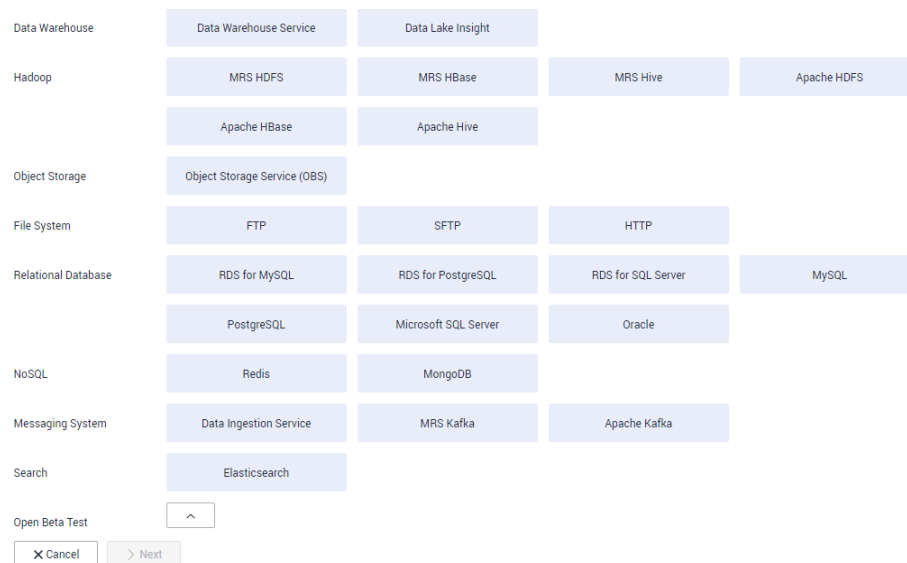 Data Warehouse Data Warehouse Service Data Lake Insight
Hadoop MRS HDFS MRS HBase MRS Hive Apache HDFS
Apache HBase Apache Hive
Object Storage Object Storage Service (OBS)
File System FTP SFTP HTTP
Relational Database RDS for MySQL RDS for PostgreSQL RDS for SQL Server MySQL
PostgreSQL Microsoft SQL Server Oracle
NoSQL Redis MongoDB
Messaging System Data Ingestion Service MRS Kafka Apache Kafka
Search Elasticsearch
Open Beta Test
Cancel Next